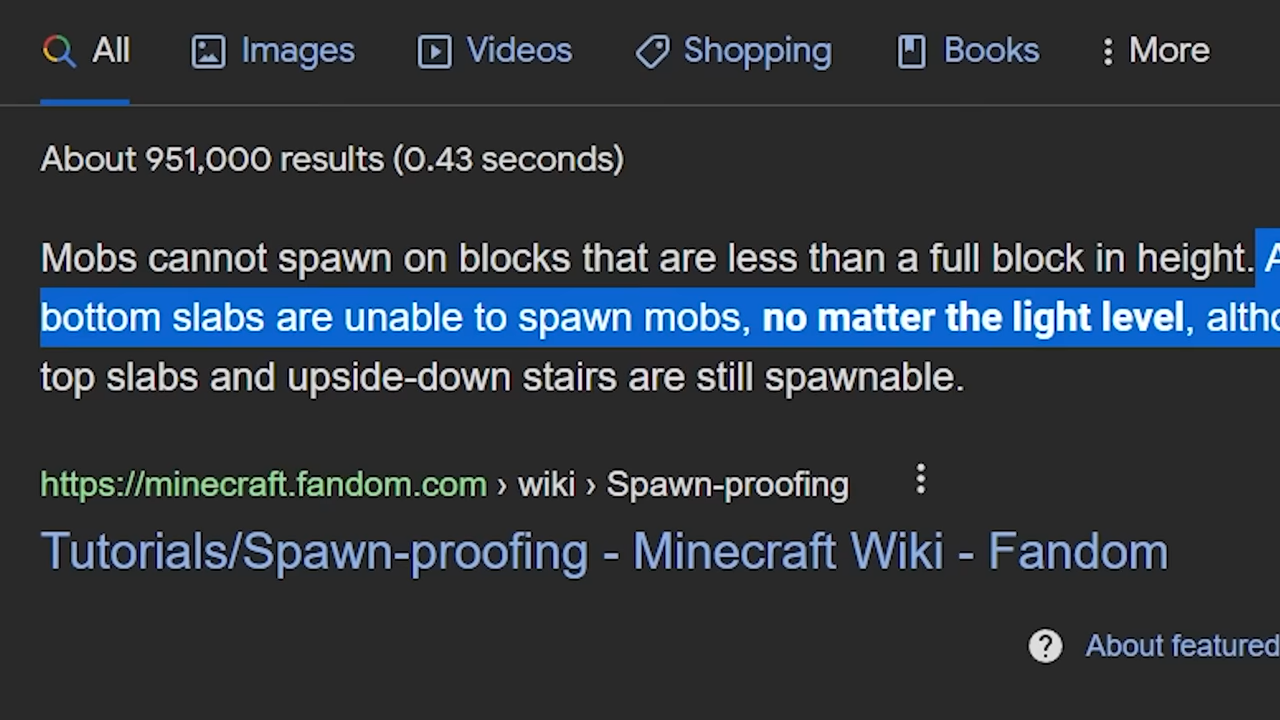 All Images Videos Shopping Books More
About 951,000 results (0.43 seconds)
Mobs cannot spawn on blocks that are less than a full block in height.
bottom slabs are unable to spawn mobs, no matter the light level,
top slabs and upside-down stairs are still spawnable.
https://minecraft.fandom.com › wiki › Spawn-proofing
Tutorials/Spawn-proofing - Minecraft Wiki - Fandom
About featured